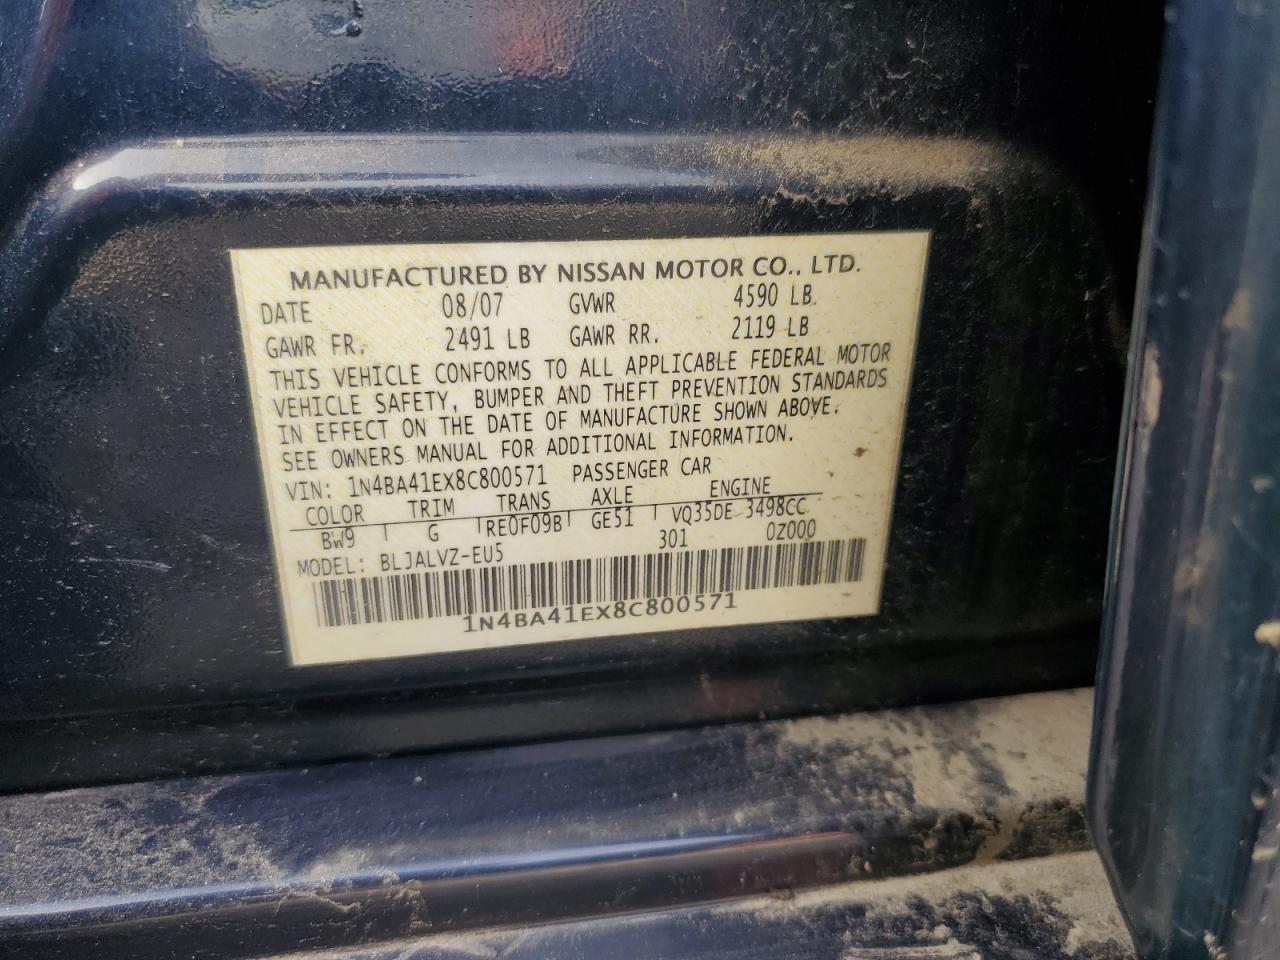 MANUFACTURED BY NISSAN MOTOR CO., LTD.
DATE 08/07 GVWR 4590 LB.
GAWR FR. 2491 LB GAWR RR. 2119 LB
THIS VEHICLE CONFORMS TO ALL APPLICABLE FEDERAL MOTOR
VEHICLE SAFETY, BUMPER AND THEFT PREVENTION STANDARDS
IN EFFECT ON THE DATE OF MANUFACTURE SHOWN ABOVE.
SEE OWNERS MANUAL FOR ADDITIONAL INFORMATION.
VIN: 1N4BA41EX8C800571 PASSENGER CAR
COLOR TRIM TRANS AXLE ENGINE
BW9 G RE0F09B GE51 VQ35DE 3498CC
301 0Z000
MODEL: BLJALVZ-EU5
1N4BA41EX8C800571